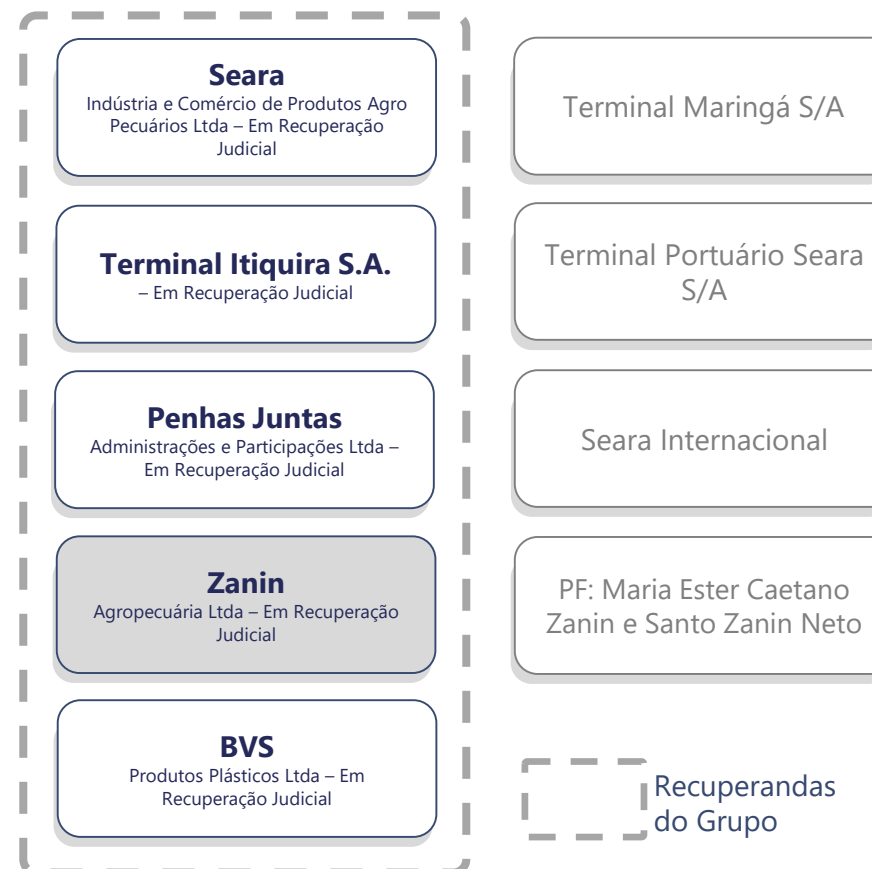 Seara
Indústria e Comércio de Produtos Agro
Pecuários Ltda – Em Recuperação
Judicial
Terminal Itiquira S.A.
– Em Recuperação Judicial
Penhas Juntas
Administrações e Participações Ltda –
Em Recuperação Judicial
Zanin
Agropecuária Ltda – Em Recuperação
Judicial
BVS
Produtos Plásticos Ltda – Em
Recuperação Judicial
Terminal Maringá S/A
Terminal Portuário Seara
S/A
Seara Internacional
PF: Maria Ester Caetano
Zanin e Santo Zanin Neto
Recuperandas
do Grupo